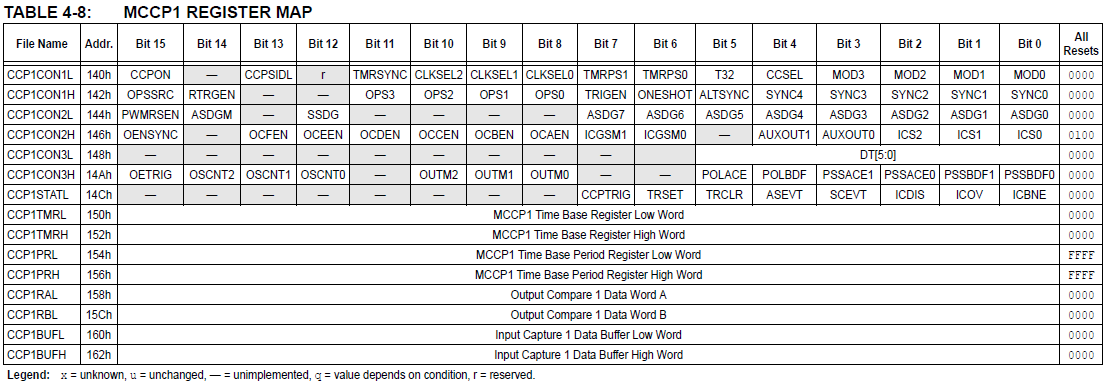 TABLE 4-8: MCCP1 REGISTER MAP
File Name Addr. Bit 15 Bit 14 Bit 13 Bit 12 Bit 11 Bit 10 Bit 9 Bit 8 Bit 7 Bit 6 Bit 5 Bit 4 Bit 3 Bit 2 Bit 1 Bit 0 All Resets
CCP1CON1L 140h CCPON — CCPSIDL r TMRSYNC CLKSEL2 CLKSEL1 CLKSEL0 TMRPS1 TMRPS0 T32 CCSEL MOD3 MOD2 MOD1 MOD0 0000
CCP1CON1H 142h OPSSRC RTRGEN — — OPS3 OPS2 OPS1 OPS0 TRIGEN ONESHOT ALTSYNC SYNC4 SYNC3 SYNC2 SYNC1 SYNC0 0000
CCP1CON2L 144h PWMRSEN ASDGM — SSDG — — — — ASDG7 ASDG6 ASDG5 ASDG4 ASDG3 ASDG2 ASDG1 ASDG0 0000
CCP1CON2H 146h OENSYNC — OCFEN OCEEN OCDEN OCCEN OCBEN OCAEN ICGSM1 ICGSM0 — AUXOUT1 AUXOUT0 ICS2 ICS1 ICS0 0100
CCP1CON3L 148h — — — — — — — — — — DT[5:0] 0000
CCP1CON3H 14Ah OETRIG OSCNT2 OSCNT1 OSCNT0 — OUTM2 OUTM1 OUTM0 — — POLACE POLBDF PSSACE1 PSSACE0 PSSBDF1 PSSBDF0 0000
CCP1STATL 14Ch — — — — — — — — CCPTRIG TRSET TRCLR ASEVT SCEVT ICDIS ICOV ICBNE 0000
CCP1TMRL 150h MCCP1 Time Base Register Low Word 0000
CCP1TMRH 152h MCCP1 Time Base Register High Word 0000
CCP1PRL 154h MCCP1 Time Base Period Register Low Word FFFF
CCP1PRH 156h MCCP1 Time Base Period Register High Word FFFF
CCP1RAL 158h Output Compare 1 Data Word A 0000
CCP1RBL 15Ch Output Compare 1 Data Word B 0000
CCP1BUFL 160h Input Capture 1 Data Buffer Low Word 0000
CCP1BUFH 162h Input Capture 1 Data Buffer High Word 0000
Legend: x = unknown, u = unchanged, — = unimplemented, q = value depends on condition, r = reserved.